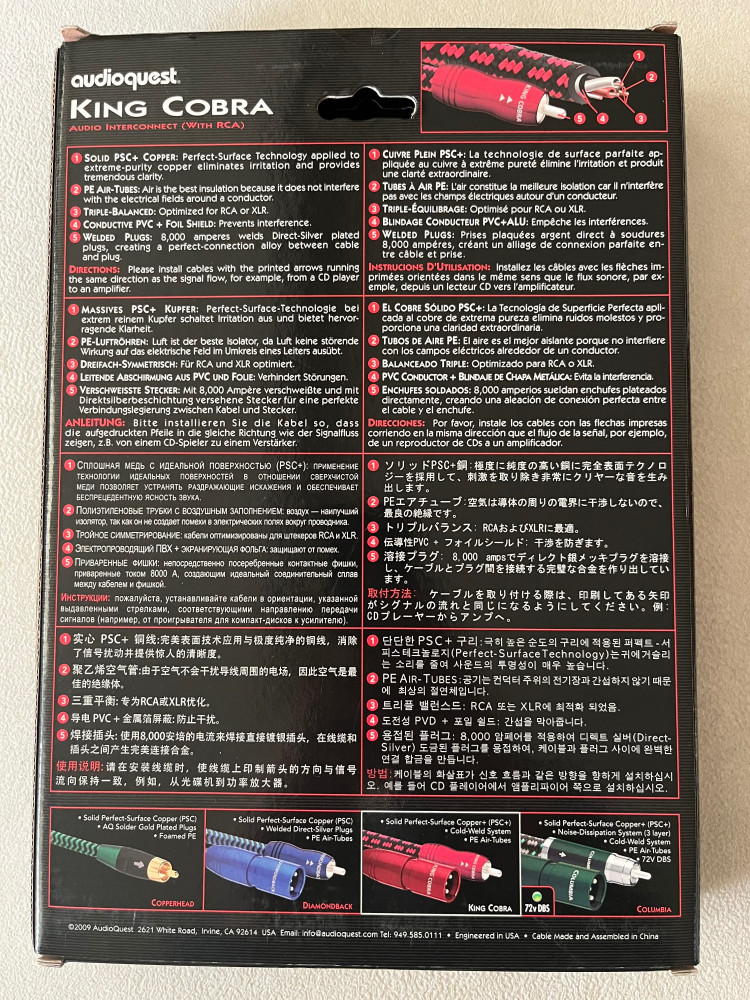 audioquest.
KING COBRA
AUDIO INTERCONNECT (WITH RCA)
KING COBRA
1
2
3
4
5
1 SOLID PSC+ COPPER: Perfect-Surface Technology applied to
extreme-purity copper eliminates irritation and provides
tremendous clarity.
2 PE AIR-TUBES: Air is the best insulation because it does not interfere
with the electrical fields around a conductor.
3 TRIPLE-BALANCED: Optimized for RCA or XLR.
4 CONDUCTIVE PVC + FOIL SHIELD: Prevents interference.
5 WELDED PLUGS: 8,000 amperes welds Direct-Silver plated
plugs, creating a perfect-connection alloy between cable
and plug.
DIRECTIONS: Please install cables with the printed arrows running
the same direction as the signal flow, for example, from a CD player
to an amplifier.
1 CUIVRE PLEIN PSC+: La technologie de surface parfaite ap-
pliquée au cuivre à extrême pureté élimine l'irritation et produit
une clarté extraordinaire.
2 TUBES À AIR PE: L'air constitue la meilleure isolation car il n'interfère
pas avec les champs électriques autour d'un conducteur.
3 TRIPLE-ÉQUILIBRAGE: Optimisé pour RCA ou XLR.
4 BLINDAGE CONDUCTEUR PVC+ALU: Empêche les interférences.
5 WELDED PLUGS: Prises plaquées argent direct à soudures
8,000 ampéres, créant un alliage de connexion parfaite en-
tre câble et prise.
INSTRUCIONS D'UTILISATION: Installez les câbles avec les flèches im-
primées orientées dans le même sens que le flux sonore, par ex-
emple, depuis un lecteur CD vers l'amplificateur.
1 MASSIVES PSC+ KUPFER: Perfect-Surface-Technologie bei
extrem reinem Kupfer schaltet Irritation aus und bietet hervor-
ragende Klarheit.
2 PE-LUFTRÖHREN: Luft ist der beste Isolator, da Luft keine störende
Wirkung auf das elektrische Feld im Umkreis eines Leiters ausübt.
3 DREIFACH-SYMMETRISCH: Für RCA und XLR optimiert.
4 LEITENDE ABSCHIRMUNG AUS PVC UND FOLIE: Verhindert Störungen.
5 VERSCHWEISSTE STECKER: Mit 8,000 Ampère verschweißte und mit
Direktsilberbeschichtung versehene Stecker für eine perfekte
Verbindungslegierung zwischen Kabel und Stecker.
ANLEITUNG: Bitte installieren Sie die Kabel so, dass
die aufgedruckten Pfeile in die gleiche Richtung wie der Signalfluss
zeigen, z.B. von einem CD-Spieler zu einem Verstärker.
1 EL COBRE SÓLIDO PSC+: La Tecnología de Superficie Perfecta apli-
cada al cobre de extrema pureza elimina ruidos molestos y pro-
porciona una claridad extraordinaria.
2 TUBOS DE AIRE PE: El aire es el mejor aislante porque no interfiere
con los campos eléctricos alrededor de un conductor.
3 BALANCEADO TRIPLE: Optimizado para RCA o XLR.
4 PVC CONDUCTOR + BLINDAJE DE CHAPA METÁLICA: Evita la interferencia.
5 ENCHUFES SOLDADOS: 8,000 amperios sueldan enchufes plateados
directamente, creando una aleación de conexión perfecta entre
el cable y el enchufe.
DIRECCIONES: Por favor, instale los cables con las flechas impresas
corriendo en la misma dirección que el flujo de la señal, por ejemplo,
de un reproductor de CDs a un amplificador.
1 СПЛОШНАЯ МЕДЬ С ИДЕАЛЬНОЙ ПОВЕРХНОСТЬЮ (PSC+): ПРИМЕНЕНИЕ
ТЕХНОЛОГИИ ИДЕАЛЬНЫХ ПОВЕРХНОСТЕЙ В ОТНОШЕНИИ СВЕРХЧИСТОЙ
МЕДИ ПОЗВОЛЯЕТ УСТРАНЯТЬ РАЗДРАЖАЮЩИЕ ИСКАЖЕНИЯ И ОБЕСПЕЧИВАЕТ
БЕСПРЕЦЕДЕНТНУЮ ЯСНОСТЬ ЗВУКА.
2 ПОЛИЭТИЛЕНОВЫЕ ТРУБКИ С ВОЗДУШНЫМ ЗАПОЛНЕНИЕМ: воздух — наилучший
изолятор, так как он не создает помехи в электрических полях вокруг проводника.
3 ТРОЙНОЕ СИММЕТРИРОВАНИЕ: кабели оптимизированы для штекеров RCA и XLR.
4 ЭЛЕКТРОПРОВОДЯЩИЙ ПВХ + ЭКРАНИРУЮЩАЯ ФОЛЬГА: защищают от помех.
5 ПРИВАРЕННЫЕ ФИШКИ: непосредственно посеребренные контактные фишки,
приваренные током 8000 А, создающим идеальный соединительный сплав
между кабелем и фишкой.
ИНСТРУКЦИИ: пожалуйста, устанавливайте кабели в ориентации, указанной
выдавленными стрелками, соответствующими направлению передачи
сигналов (например, от проигрывателя для компакт-дисков к усилителю).
1 ソリッドPSC+銅: 極度に純度の高い銅に完全表面テクノロ
ジーを採用して、刺激を取り除き非常にクリヤーな音を生み
出します。
2 PEエアチューブ: 空気は導体の周りの電界に干渉しないので、
最良の絶縁です。
3 トリプルバランス: RCAおよびXLRに最適。
4 伝導性PVC + フォイルシールド: 干渉を防ぎます。
5 溶接プラグ: 8,000 ampsでディレクト銀メッキプラグを溶接
し、ケーブルとプラグ間を接続する完璧な合金を作り出してい
ます。
取付方法: ケーブルを取り付ける際は、印刷してある矢印
がシグナルの流れと同じになるようにしてください。例:
CDプレーヤーからアンプへ。
1 实心 PSC+ 铜线: 完美表面技术应用与极度纯净的铜线, 消除
了信号扰动并提供惊人的清晰度。
2 聚乙烯空气管: 由于空气不会干扰导线周围的电场, 因此空气是最
佳的绝缘体。
3 三重平衡: 专为RCA或XLR优化。
4 导电 PVC + 金属箔屏蔽: 防止干扰。
5 焊接插头: 使用8,000安培的电流来焊接直接镀银插头, 在线缆和
插头之间产生完美连接合金。
使用说明: 请在安装线缆时, 使线缆上印制箭头的方向与信号
流向保持一致, 例如, 从光碟机到功率放大器。
1 단단한 PSC+ 구리: 극히 높은 순도의 구리에 적용된 퍼팩트 -서
피스 테크놀로지(Perfect-Surface Technology)는 귀에 거슬리
는 소리를 줄여 사운드의 투명성이 매우 높습니다.
2 PE AIR-TUBES: 공기는 컨덕터 주위의 전기장과 간섭하지 않기 때문
에 최상의 절연체입니다.
3 트리플 밸런스드: RCA 또는 XLR에 최적화 되었음.
4 도전성 PVD + 포일 쉴드: 간섭을 막아줍니다.
5 용접된 플러그: 8,000 암페어를 적용하여 디렉트 실버(Direct-
Silver) 도금된 플러그를 용접하여, 케이블과 플러그 사이에 완벽한
연결 합금을 만듭니다.
방법: 케이블의 화살표가 신호 흐름과 같은 방향을 향하게 설치하십시
오. 예를 들어 CD 플레이어에서 앰플리파이어 쪽으로 설치하십시오.
• Solid Perfect-Surface Copper (PSC)
• AQ Solder Gold Plated Plugs
• Foamed PE
COPPERHEAD
• Solid Perfect-Surface Copper (PSC)
• Welded Direct-Silver Plugs
• PE Air-Tubes
DIAMONDBACK
• Solid Perfect-Surface Copper+ (PSC+)
• Cold-Weld System
• PE Air-Tubes
KING COBRA
KING COBRA
KING COBRA
• Solid Perfect-Surface Copper+ (PSC+)
• Noise-Dissipation System (3 layer)
• Cold-Weld System
• PE Air-Tubes
• 72V DBS
COLUMBIA
72v DBS
COLUMBIA
©2009 AudioQuest 2621 White Road, Irvine, CA 92614 USA Email: info@audioquest.com Tel: 949.585.0111 • Engineered in USA • Cable Made and Assembled in China